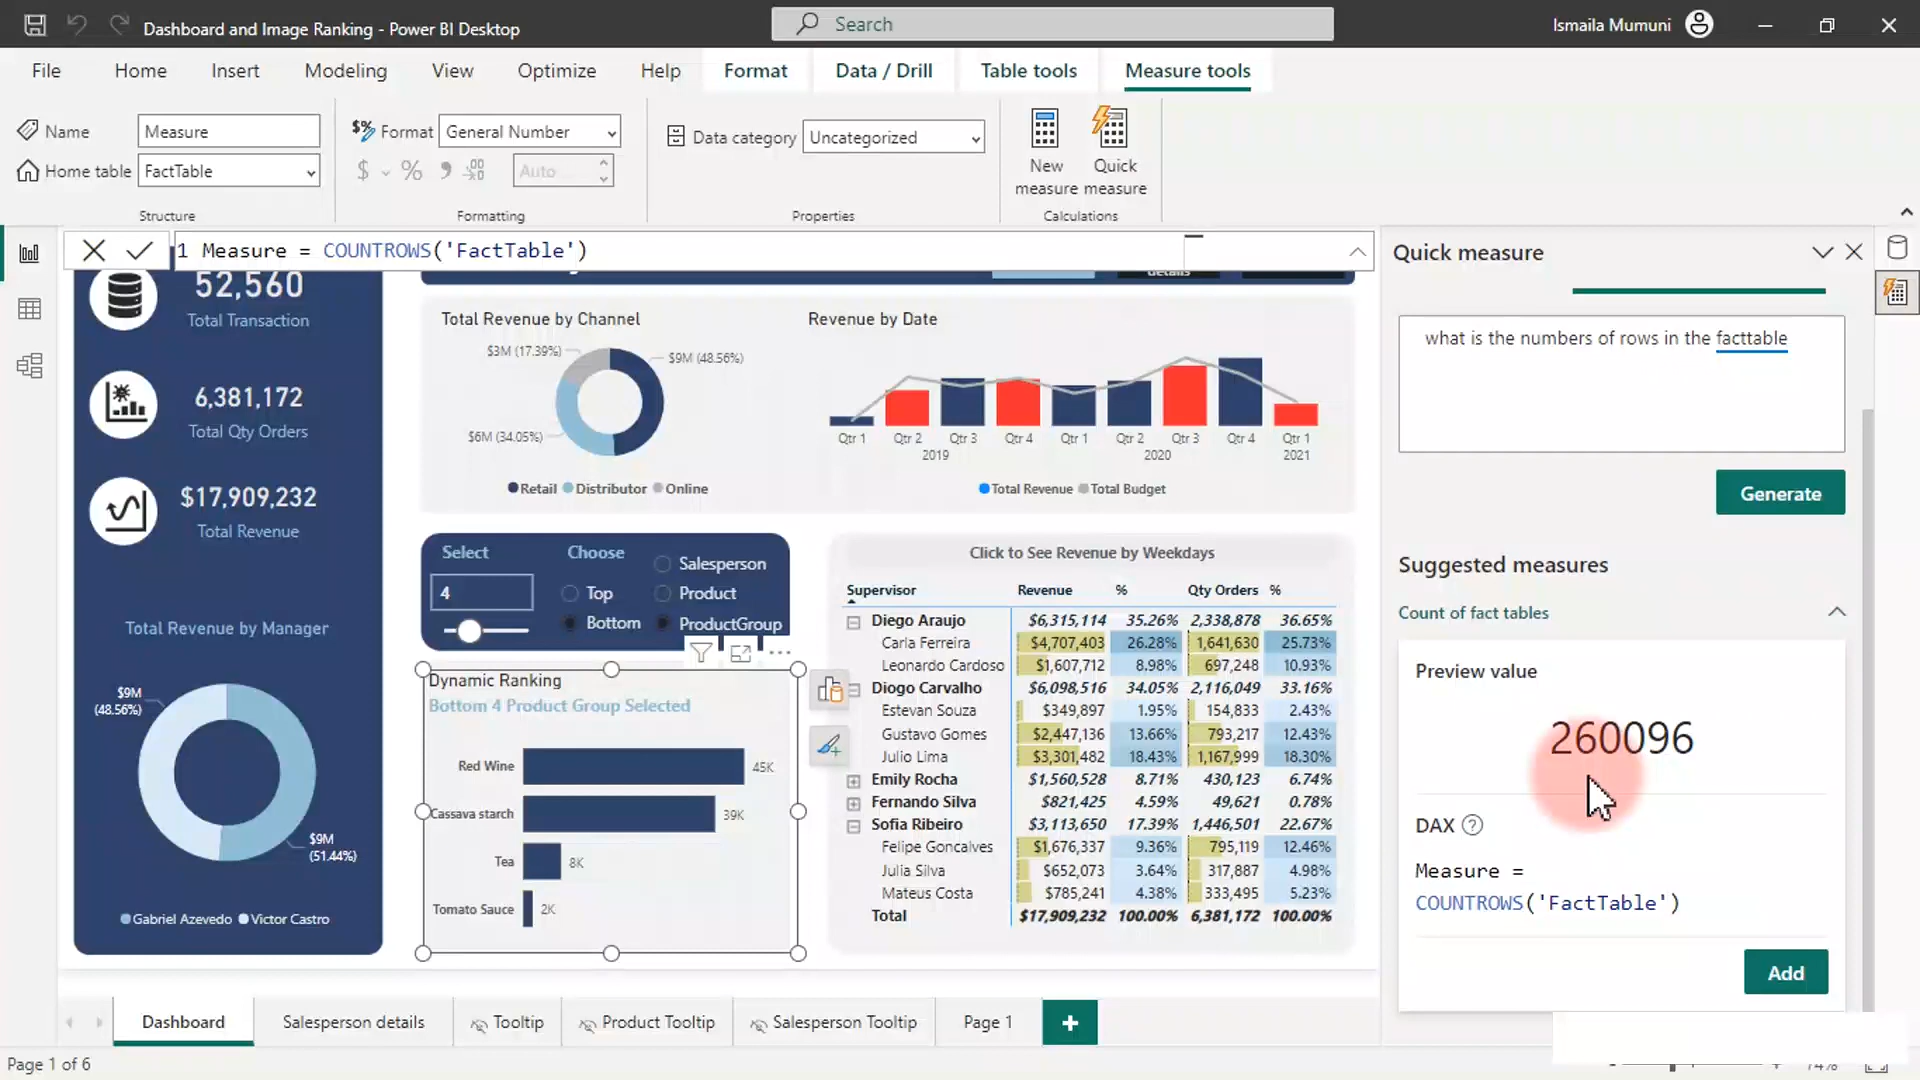 Dashboard and Image Ranking - Power BI Desktop
Search
Ismaila Mumuni
File
Home
Insert
Modeling
View
Optimize
Help
Format
Data / Drill
Table tools
Measure tools
Name
Measure
Home table
FactTable
Structure
Format
General Number
$ % 9 .00
Auto
Formatting
Data category
Uncategorized
Properties
New measure
Quick measure
Calculations
1 Measure = COUNTROWS('FactTable')
details
52,560
Total Transaction
6,381,172
Total Qty Orders
$17,909,232
Total Revenue
Total Revenue by Manager
$9M
(48.56%)
$9M
(51.44%)
Gabriel Azevedo Victor Castro
Total Revenue by Channel
$3M (17.39%)
$9M (48.56%)
$6M (34.05%)
Retail Distributor Online
Revenue by Date
Qtr 1 Qtr 2 Qtr 3 Qtr 4 Qtr 1 Qtr 2 Qtr 3 Qtr 4 Qtr 1
2019 2020 2021
Total Revenue Total Budget
Select
4
Choose
Top
Bottom
Salesperson
Product
ProductGroup
Dynamic Ranking
Bottom 4 Product Group Selected
Red Wine 45K
Cassava starch 39K
Tea 8K
Tomato Sauce 2K
Click to See Revenue by Weekdays
Supervisor Revenue % Qty Orders %
Diego Araujo $6,315,114 35.26% 2,338,878 36.65%
Carla Ferreira $4,707,403 26.28% 1,641,630 25.73%
Leonardo Cardoso $1,607,712 8.98% 697,248 10.93%
Diogo Carvalho $6,098,516 34.05% 2,116,049 33.16%
Estevan Souza $349,897 1.95% 154,833 2.43%
Gustavo Gomes $2,447,136 13.66% 793,217 12.43%
Julio Lima $3,301,482 18.43% 1,167,999 18.30%
Emily Rocha $1,560,528 8.71% 430,123 6.74%
Fernando Silva $821,425 4.59% 49,621 0.78%
Sofia Ribeiro $3,113,650 17.39% 1,446,501 22.67%
Felipe Goncalves $1,676,337 9.36% 795,119 12.46%
Julia Silva $652,073 3.64% 317,887 4.98%
Mateus Costa $785,241 4.38% 333,495 5.23%
Total $17,909,232 100.00% 6,381,172 100.00%
Quick measure
what is the numbers of rows in the facttable
Generate
Suggested measures
Count of fact tables
Preview value
260096
DAX
Measure =
COUNTROWS('FactTable')
Add
Dashboard
Salesperson details
Tooltip
Product Tooltip
Salesperson Tooltip
Page 1
Page 1 of 6